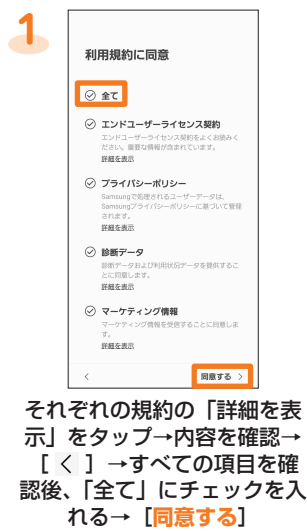 1
利用規約に同意
全て
エンドユーザーライセンス契約
エンドユーザーライセンス契約をよくお読みく
ださい。重要な情報が含まれています。
詳細を表示
プライバシーポリシー
Samsungで処理されるユーザーデータは、
Samsungプライバシーポリシーに基づいて管理
されます。
詳細を表示
診断データ
診断データおよび利用状況データを提供するこ
とに同意します。
詳細を表示
マーケティング情報
マーケティング情報を受信することに同意しま
す。
詳細を表示
< 同意する >
それぞれの規約の「詳細を表
示」をタップ→内容を確認→
[ < ] →すべての項目を確
認後、「全て」にチェックを入
れる→[同意する]